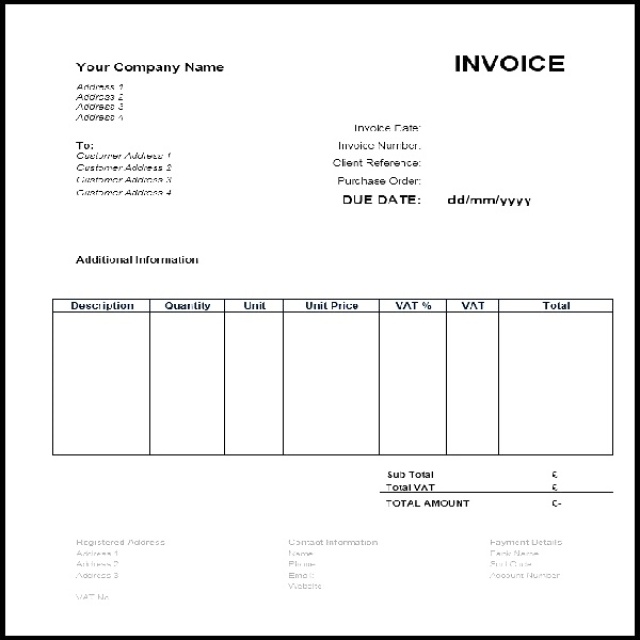 Your Company Name
INVOICE
Address 1
Address 2
Address 3
Address 4
Invoice Date:
To:
Invoice Number:
Customer Address 1
Client Reference:
Customer Address 2
Customer Address 3
Purchase Order:
Customer Address 4
DUE DATE: dd/mm/yyyy
Additional Information
Description Quantity Unit Unit Price VAT % VAT Total
Sub Total £
Total VAT £
TOTAL AMOUNT £-
Registered Address Contact Information Payment Details
Address 1 Name Bank Name
Address 2 Phone Sort Code
Address 3 Email Account Number
Website
VAT No